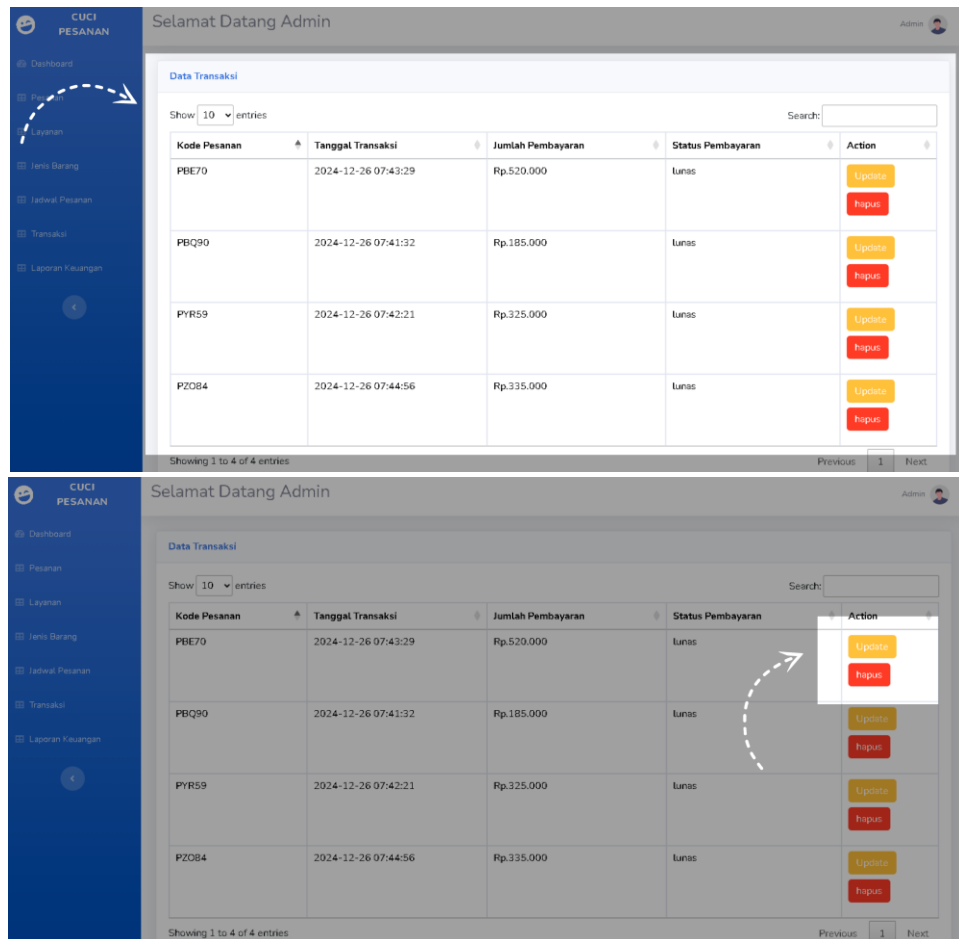 CUCI
PESANAN
Selamat Datang Admin
Admin
Dashboard
Pesanan
Layanan
Jenis Barang
Jadwal Pesanan
Transaksi
Laporan Keuangan
Data Transaksi
Show 10 entries
Search:
Kode Pesanan Tanggal Transaksi Jumlah Pembayaran Status Pembayaran Action
PBE70 2024-12-26 07:43:29 Rp.520.000 lunas Update
hapus
PBQ90 2024-12-26 07:41:32 Rp.185.000 lunas Update
hapus
PYR59 2024-12-26 07:42:21 Rp.325.000 lunas Update
hapus
PZO84 2024-12-26 07:44:56 Rp.335.000 lunas Update
hapus
Showing 1 to 4 of 4 entries
Previous 1 Next
CUCI
PESANAN
Selamat Datang Admin
Admin
Dashboard
Pesanan
Layanan
Jenis Barang
Jadwal Pesanan
Transaksi
Laporan Keuangan
Data Transaksi
Show 10 entries
Search:
Kode Pesanan Tanggal Transaksi Jumlah Pembayaran Status Pembayaran Action
PBE70 2024-12-26 07:43:29 Rp.520.000 lunas Update
hapus
PBQ90 2024-12-26 07:41:32 Rp.185.000 lunas Update
hapus
PYR59 2024-12-26 07:42:21 Rp.325.000 lunas Update
hapus
PZO84 2024-12-26 07:44:56 Rp.335.000 lunas Update
hapus
Showing 1 to 4 of 4 entries
Previous 1 Next